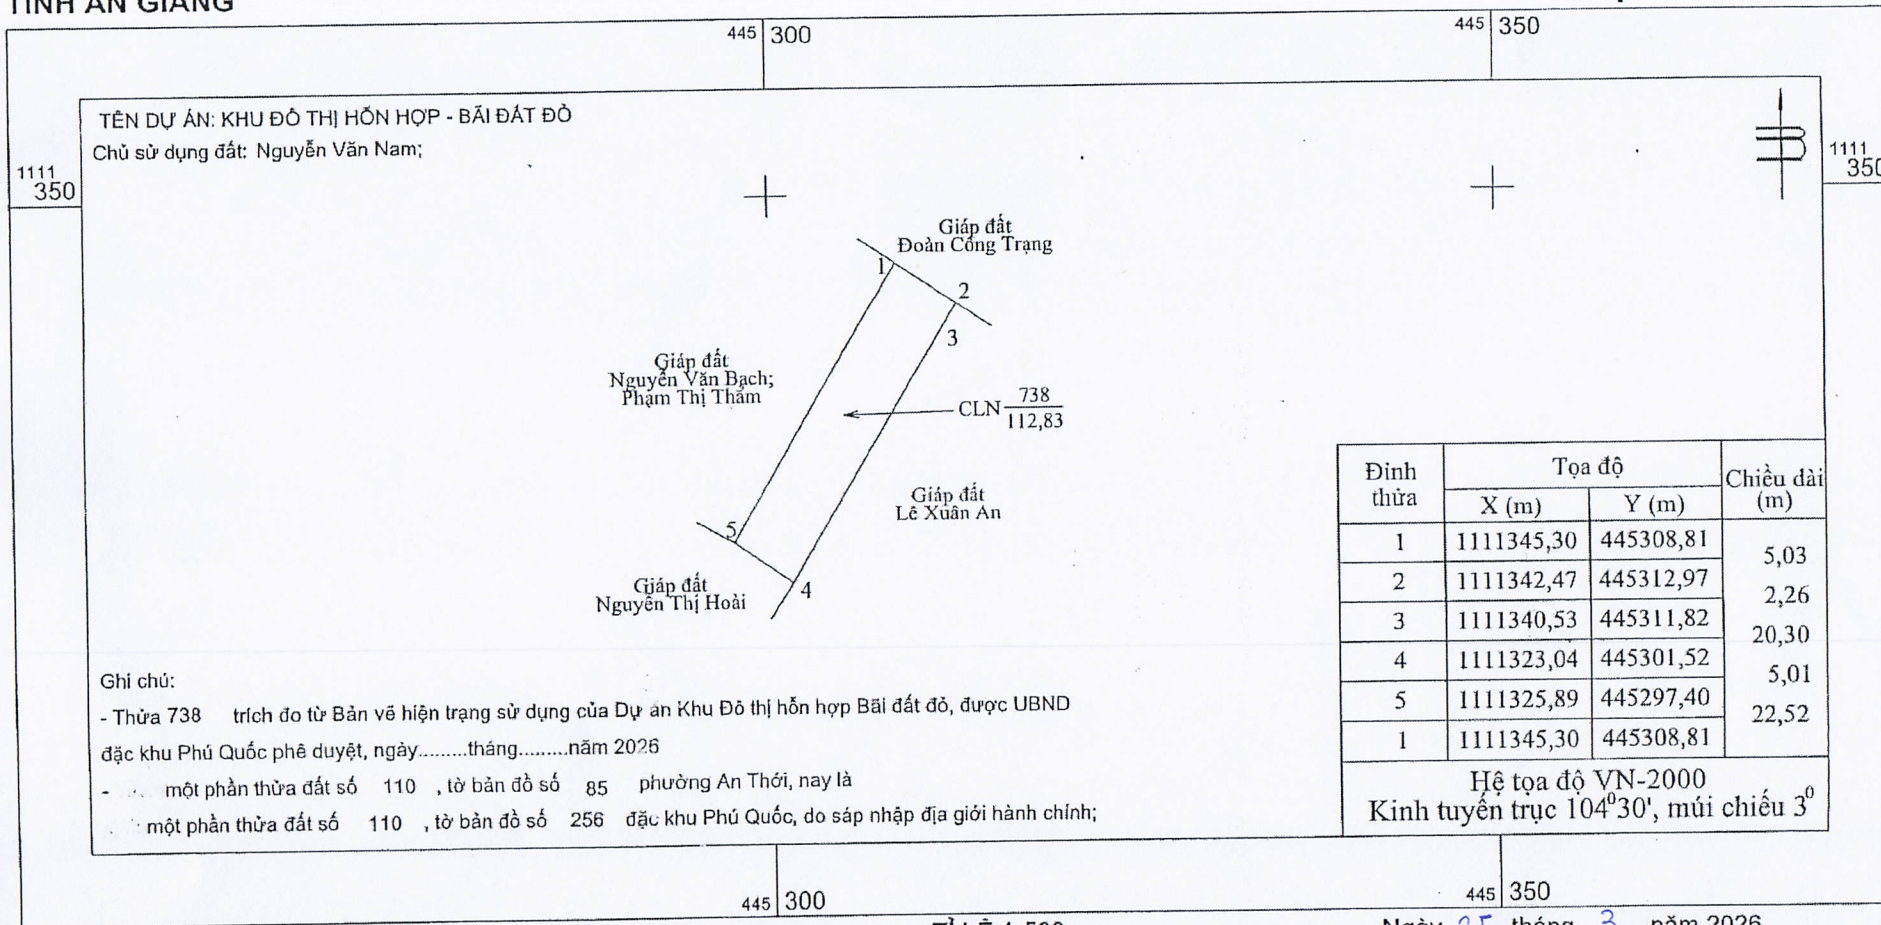 TỈNH AN GIANG
445 300
445 350
TÊN DỰ ÁN: KHU ĐÔ THỊ HỖN HỢP - BÃI ĐẤT ĐỎ
Chủ sử dụng đất: Nguyễn Văn Nam;
1111
350
1111
350
Giáp đất
Đoàn Công Trạng
1
2
3
Giáp đất
Nguyễn Văn Bạch;
Phạm Thị Thắm
CLN 738
112,83
Giáp đất
Lê Xuân An
5
4
Giáp đất
Nguyễn Thị Hoài
Đỉnh thửa | Tọa độ | Chiều dài (m)
X (m) | Y (m)
1 | 1111345,30 | 445308,81
5,03
2 | 1111342,47 | 445312,97
2,26
3 | 1111340,53 | 445311,82
20,30
4 | 1111323,04 | 445301,52
5,01
5 | 1111325,89 | 445297,40
22,52
1 | 1111345,30 | 445308,81
Hệ tọa độ VN-2000
Kinh tuyến trục 104⁰30', múi chiếu 3⁰
Ghi chú:
- Thửa 738 trích đo từ Bản vẽ hiện trạng sử dụng của Dự án Khu Đô thị hỗn hợp Bãi đất đỏ, được UBND
đặc khu Phú Quốc phê duyệt, ngày.........tháng.........năm 2026
- một phần thửa đất số 110 , tờ bản đồ số 85 phường An Thới, nay là
một phần thửa đất số 110 , tờ bản đồ số 256 đặc khu Phú Quốc, do sáp nhập địa giới hành chính;
445 300
445 350
Ngày 25 tháng 3 năm 2026